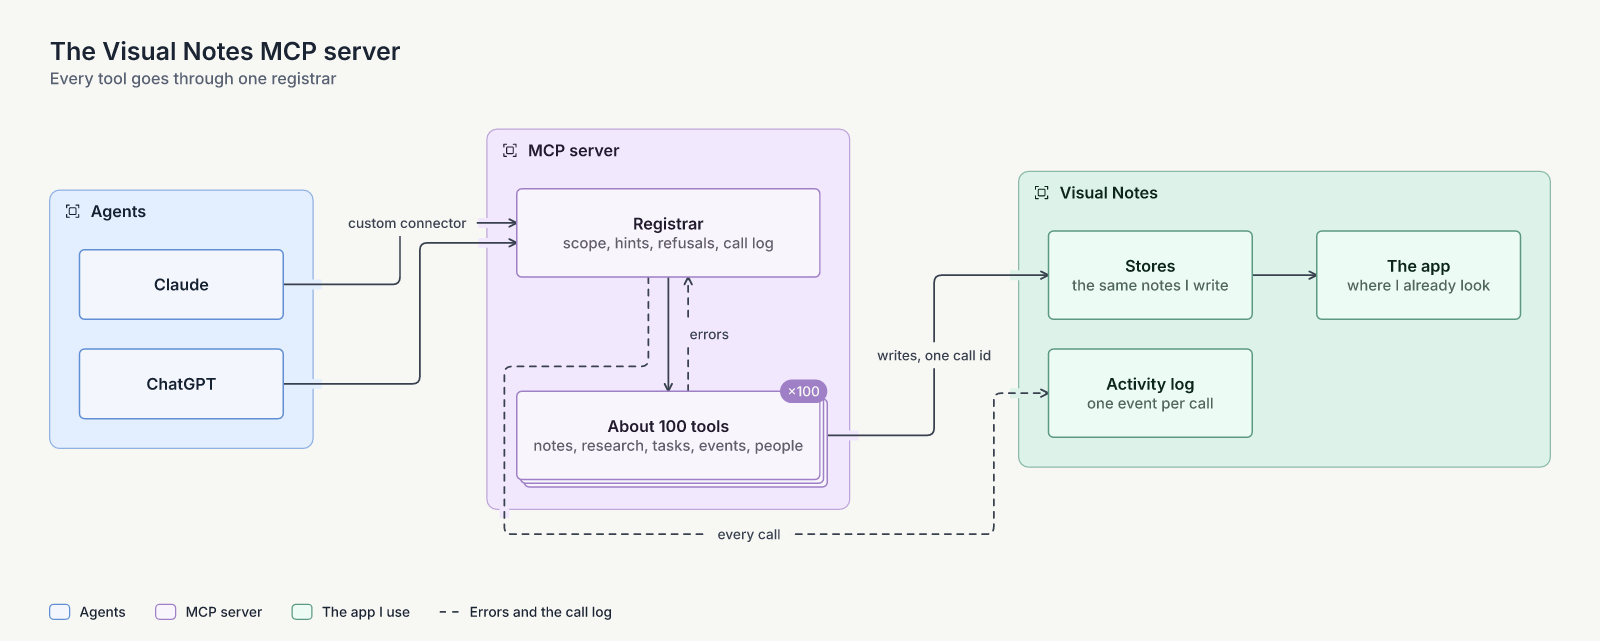 The Visual Notes MCP server
Every tool goes through one registrar
Agents
Claude
ChatGPT
custom connector
MCP server
Registrar
scope, hints, refusals, call log
errors
×100
About 100 tools
notes, research, tasks, events, people
every call
writes, one call id
Visual Notes
Stores
the same notes I write
The app
where I already look
Activity log
one event per call
Agents
MCP server
The app I use
Errors and the call log